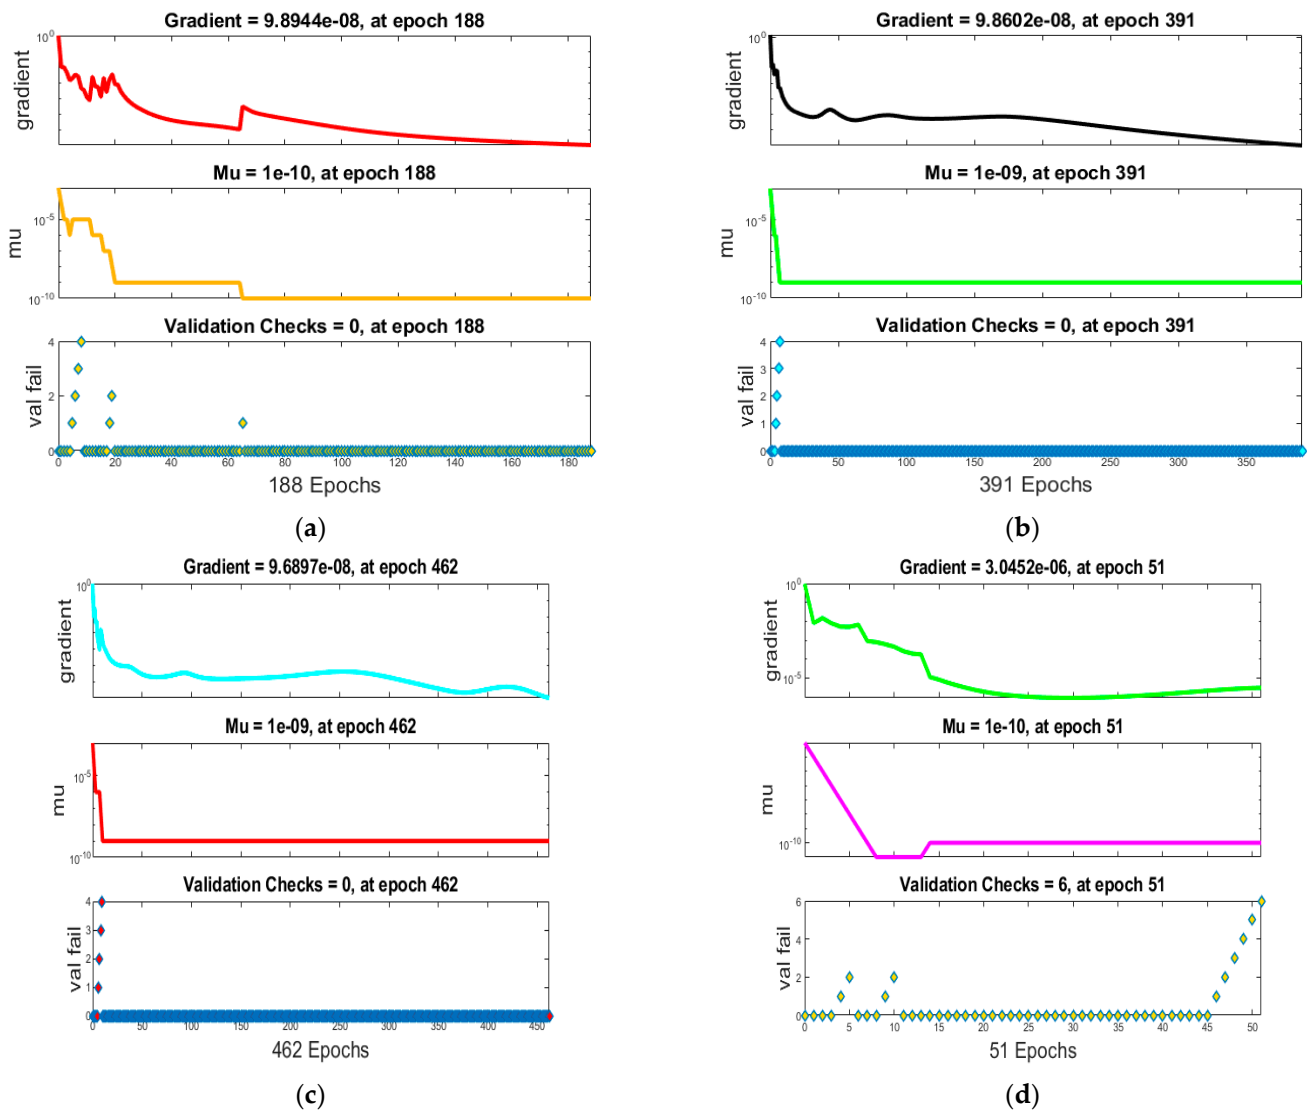 Gradient = 9.8944e-08, at epoch 188
10^0
gradient
Mu = 1e-10, at epoch 188
10^-5
10^-10
mu
Validation Checks = 0, at epoch 188
4
2
0
val fail
0 20 40 60 80 100 120 140 160 180
188 Epochs
(a)
Gradient = 9.8602e-08, at epoch 391
10^0
gradient
Mu = 1e-09, at epoch 391
10^-5
10^-10
mu
Validation Checks = 0, at epoch 391
4
3
2
1
0
val fail
0 50 100 150 200 250 300 350
391 Epochs
(b)
Gradient = 9.6897e-08, at epoch 462
10^0
gradient
Mu = 1e-09, at epoch 462
10^-5
10^-10
mu
Validation Checks = 0, at epoch 462
4
3
2
1
0
val fail
0 50 100 150 200 250 300 350 400 450
462 Epochs
(c)
Gradient = 3.0452e-06, at epoch 51
10^0
10^-5
gradient
Mu = 1e-10, at epoch 51
10^-10
mu
Validation Checks = 6, at epoch 51
6
4
2
0
val fail
0 5 10 15 20 25 30 35 40 45 50
51 Epochs
(d)